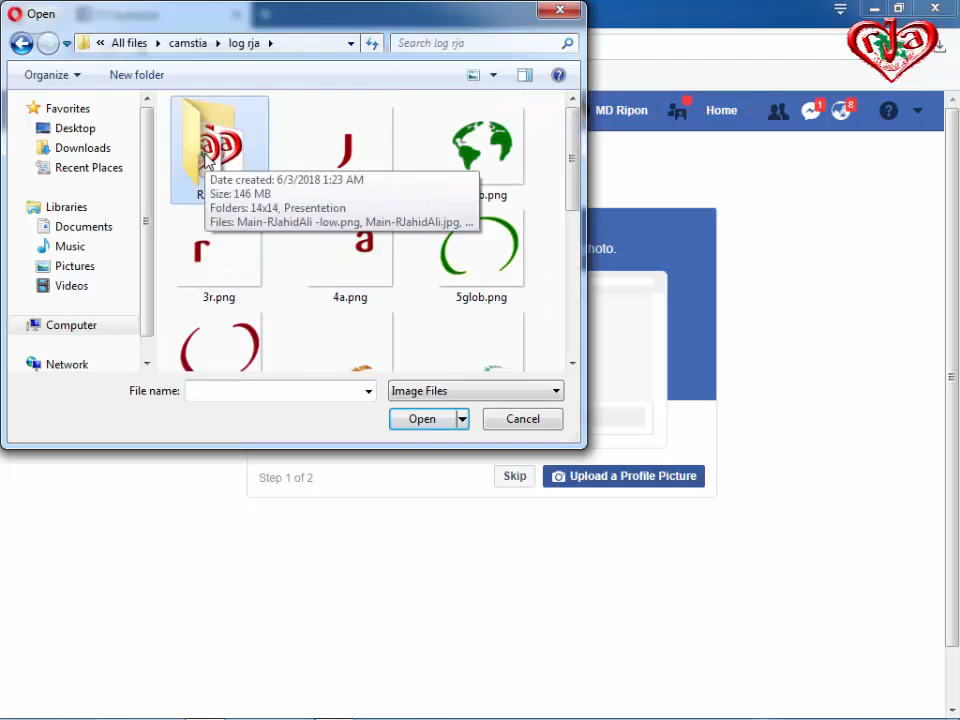 Open
All files camstia log rja
Search log rja
Organize
New folder
Favorites
Desktop
Downloads
Recent Places
Libraries
Documents
Music
Pictures
Videos
Computer
Network
Date created: 6/3/2018 1:23 AM
Size: 146 MB
Folders: 14x14, Presentetion
Files: Main-RJahidAli -low.png, Main-RJahidAli.jpg, ...
3r.png
4a.png
5glob.png
File name:
Image Files
Open
Cancel
MD Ripon
Home
1
8
rja
Step 1 of 2
Skip
Upload a Profile Picture